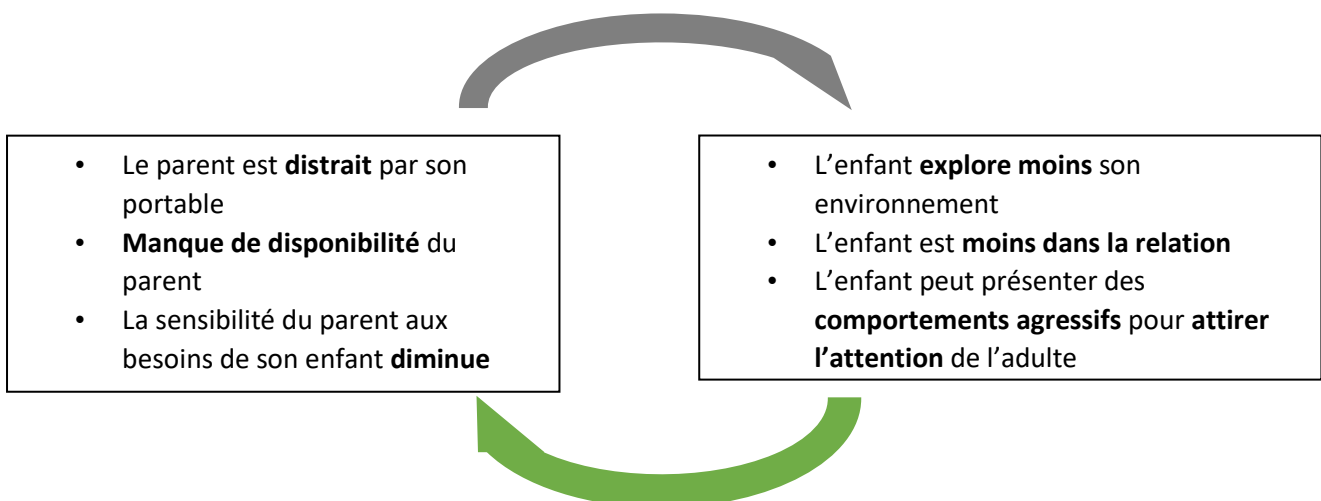 • Le parent est distrait par son
portable
• Manque de disponibilité du
parent
• La sensibilité du parent aux
besoins de son enfant diminue
• L’enfant explore moins son
environnement
• L’enfant est moins dans la relation
• L’enfant peut présenter des
comportements agressifs pour attirer
l’attention de l’adulte